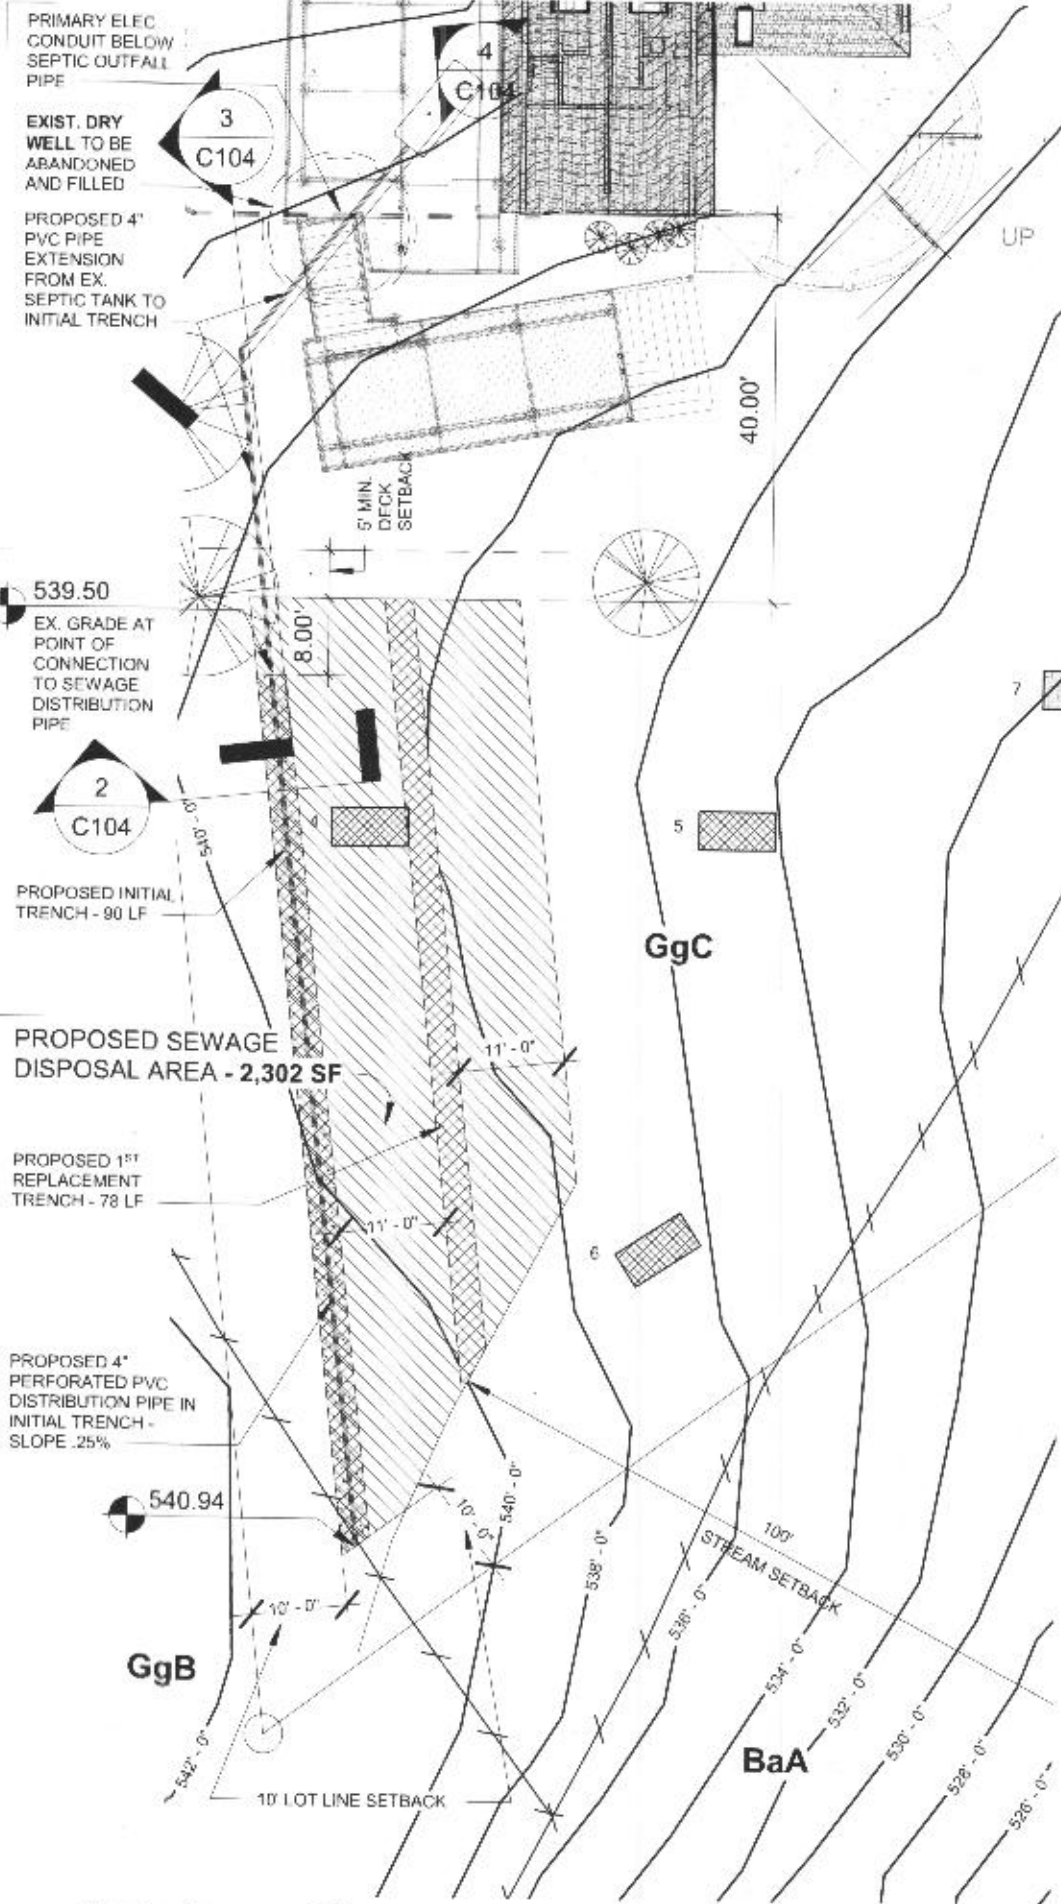 PRIMARY ELEC
CONDUIT BELOW
SEPTIC OUTFALL
PIPE
4
C104
3
C104
EXIST. DRY
WELL TO BE
ABANDONED
AND FILLED
PROPOSED 4"
PVC PIPE
EXTENSION
FROM EX.
SEPTIC TANK TO
INITIAL TRENCH
UP
40.00'
5' MIN.
DECK
SETBACK
539.50
EX. GRADE AT
POINT OF
CONNECTION
TO SEWAGE
DISTRIBUTION
PIPE
8.00'
7
2
C104
540' - 0"
4
5
PROPOSED INITIAL
TRENCH - 90 LF
GgC
PROPOSED SEWAGE
DISPOSAL AREA - 2,302 SF
11' - 0"
PROPOSED 1ST
REPLACEMENT
TRENCH - 78 LF
11' - 0"
6
PROPOSED 4"
PERFORATED PVC
DISTRIBUTION PIPE IN
INITIAL TRENCH -
SLOPE .25%
540.94
10' - 0"
540' - 0"
538' - 0"
100'
STREAM SETBACK
10' - 0"
536' - 0"
GgB
534' - 0"
532' - 0"
530' - 0"
528' - 0"
526' - 0"
BaA
542' - 0"
10' LOT LINE SETBACK